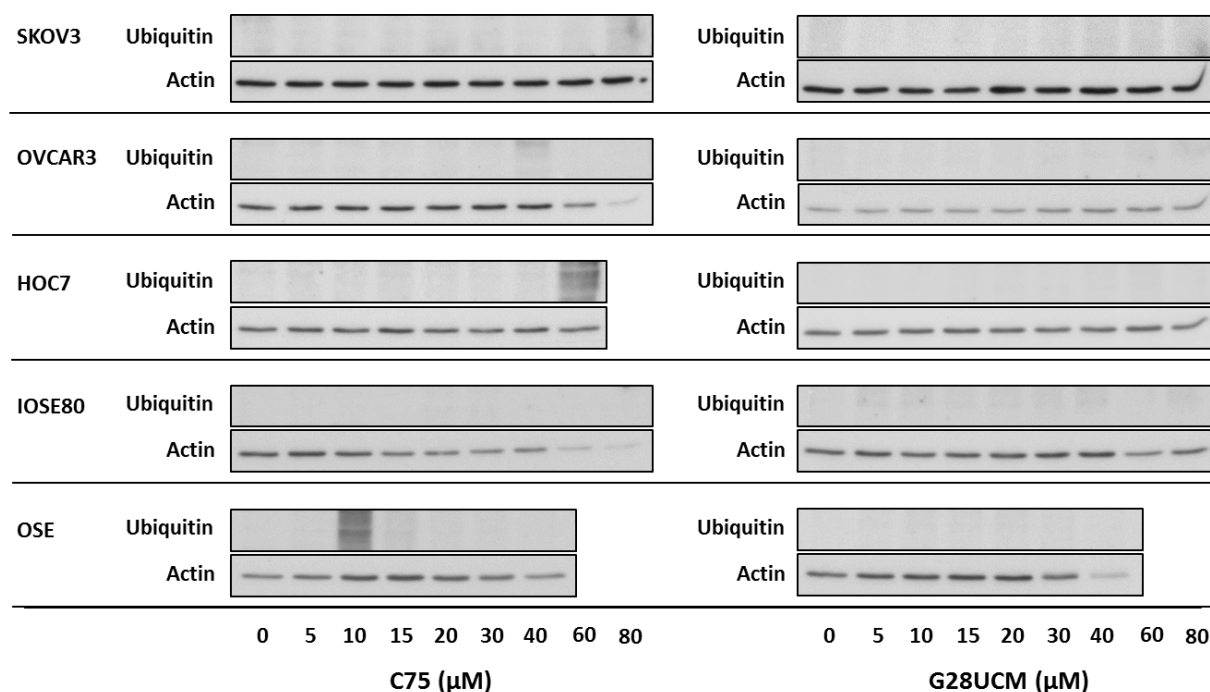 SKOV3 Ubiquitin Ubiquitin
Actin Actin
OVCAR3 Ubiquitin Ubiquitin
Actin Actin
HOC7 Ubiquitin Ubiquitin
Actin Actin
IOSE80 Ubiquitin Ubiquitin
Actin Actin
OSE Ubiquitin Ubiquitin
Actin Actin
0 5 10 15 20 30 40 60 80 0 5 10 15 20 30 40 60 80
C75 (μM) G28UCM (μM)